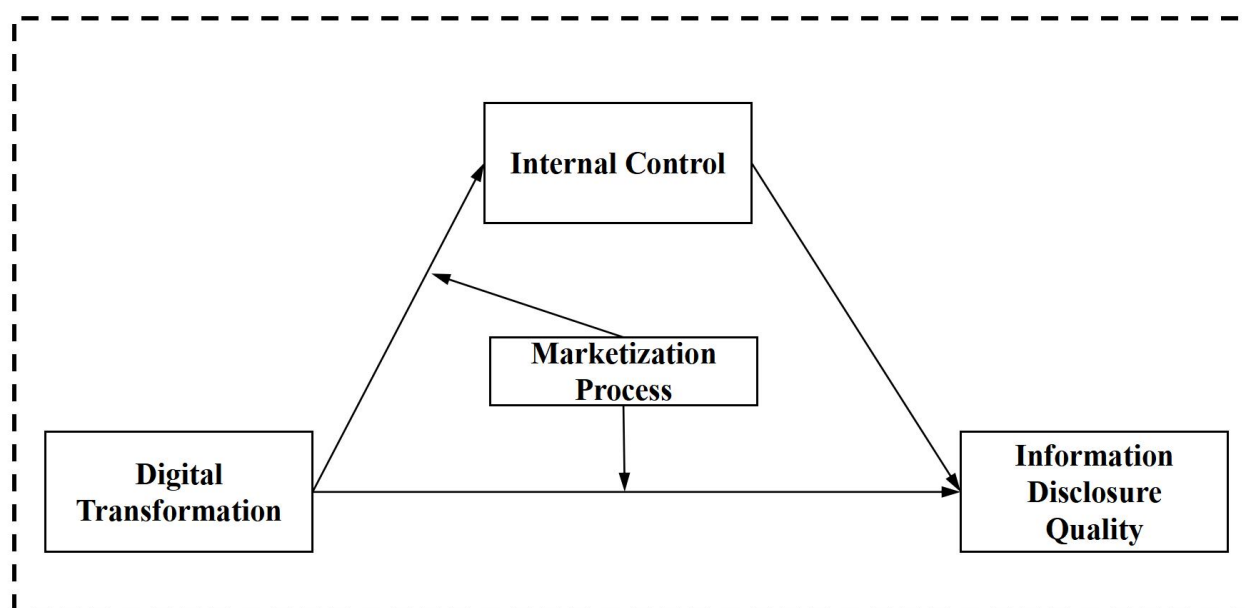 Internal Control
Marketization
Process
Digital
Transformation
Information
Disclosure
Quality